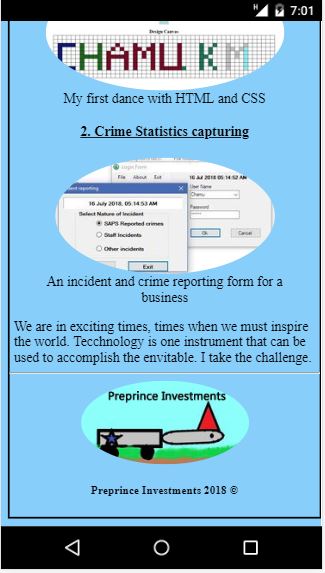 7:01
Design Canvas
CHAMU K M
My first dance with HTML and CSS
2. Crime Statistics capturing
Login Form
File About Exit
16 Jul 2018, 05:14:52 AM
ent reporting
16 July 2018, 05:14:53 AM
User Name
Chamu
Select Nature of Incident
Password
SAPS Reported crimes
Staff Incidents
Ok Cancel
Other incidents
Exit
An incident and crime reporting form for a
business
We are in exciting times, times when we must inspire
the world. Tecchnology is one instrument that can be
used to accomplish the envitable. I take the challenge.
Preprince Investments
Preprince Investments 2018 ©